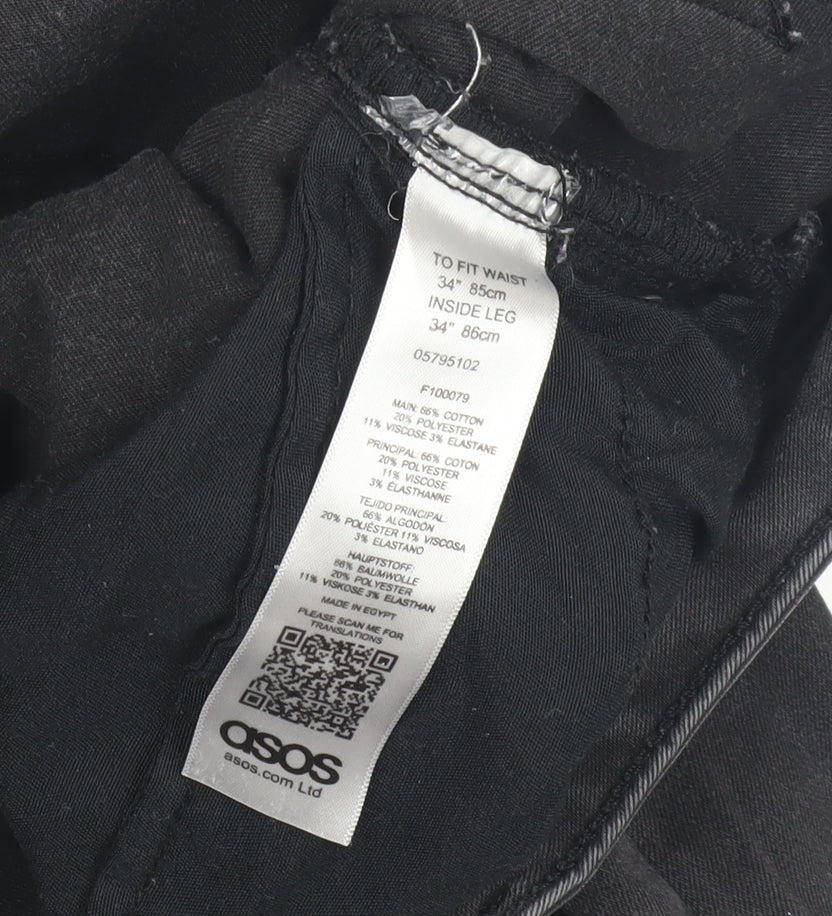 TO FIT WAIST
34" 85cm
INSIDE LEG
34" 86cm
05795102
F100079
MAIN: 66% COTTON
20% POLYESTER
11% VISCOSE 3% ELASTANE
PRINCIPAL: 66% COTON
20% POLYESTER
11% VISCOSE
3% ÉLASTHANNE
TEJIDO PRINCIPAL
66% ALGODÓN
20% POLIÉSTER 11% VISCOSA
3% ELASTANO
HAUPTSTOFF:
66% BAUMWOLLE
20% POLYESTER
11% VISKOSE 3% ELASTHAN
MADE IN EGYPT
PLEASE SCAN ME FOR
TRANSLATIONS
asos
asos.com Ltd